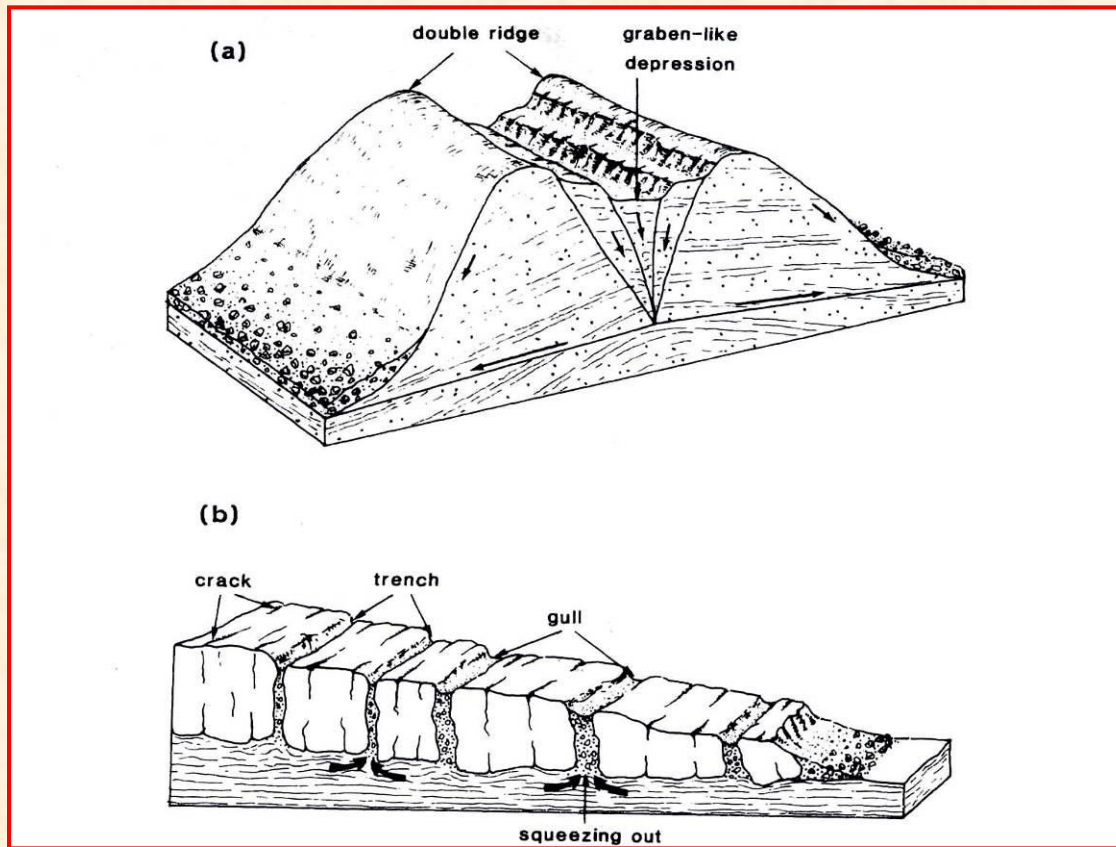 (a)
double ridge
graben-like
depression
(b)
crack
trench
gull
squeezing out